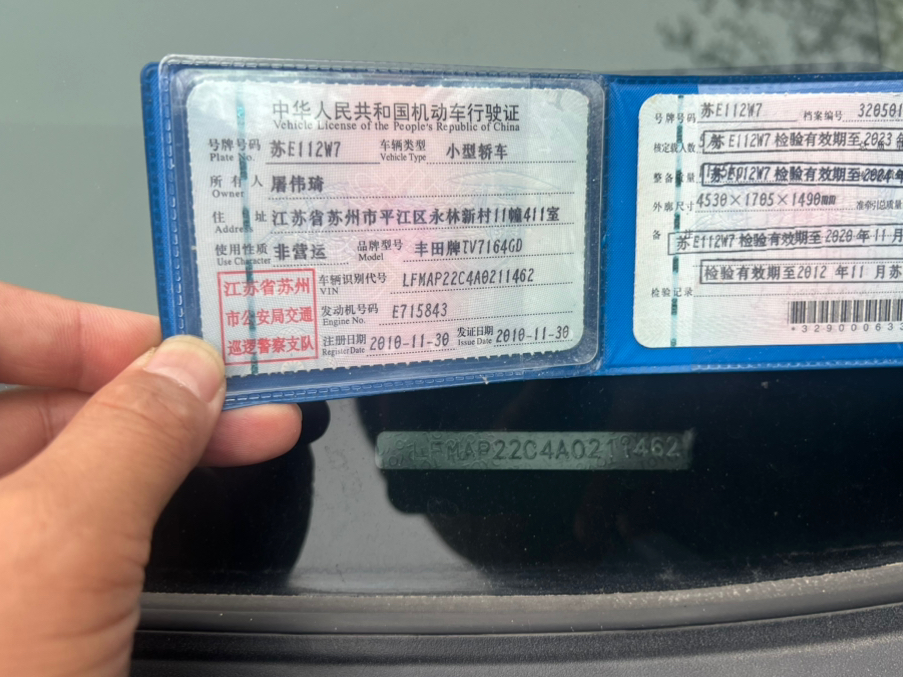 中华人民共和国机动车行驶证
Vehicle License of the People's Republic of China
号牌号码 苏E112W7 车辆类型 小型轿车
Plate No. Vehicle Type
所有人 屠伟琦
Owner
住址 江苏省苏州市平江区永林新村11幢411室
Address
使用性质 非营运 品牌型号 丰田牌TV7164GD
Use Character Model
江苏省苏州
市公安局交通
巡逻警察支队
车辆识别代号 LFMAP22C4A0211462
VIN
发动机号码 E715843
Engine No.
注册日期 2010-11-30 发证日期 2010-11-30
Register Date Issue Date
号牌号码 苏E112W7 档案编号 320501
核定载人数
苏E112W7 检验有效期至2023年
整备质量
检验有效期至2024年
外廓尺寸 4530×1705×1490mm 准牵引总质量
备
苏E112W7 检验有效期至2020年11月
检验有效期至2012年11月 苏
检验记录
*32900063
LFMAP22C4A0211462